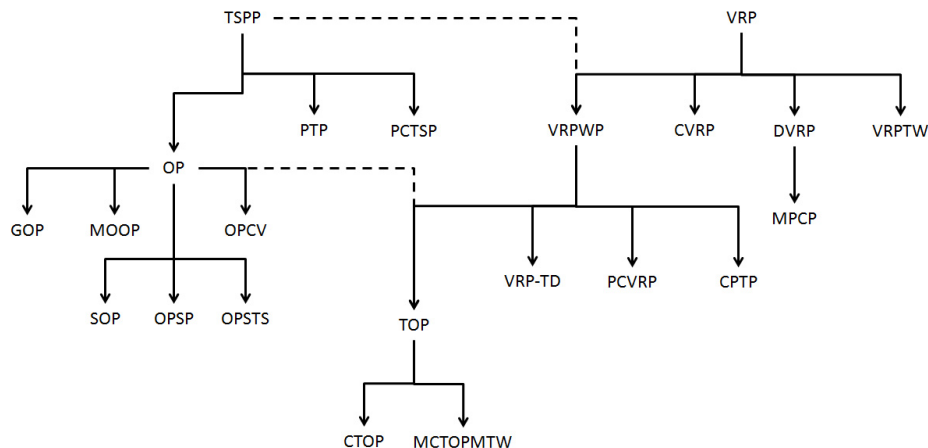 TSPP
VRP
PTP
PCTSP
VRPWP
CVRP
DVRP
VRPTW
OP
GOP
MOOP
OPCV
MPCP
VRP-TD
PCVRP
CPTP
SOP
OPSP
OPSTS
TOP
CTOP
MCTOPMTW